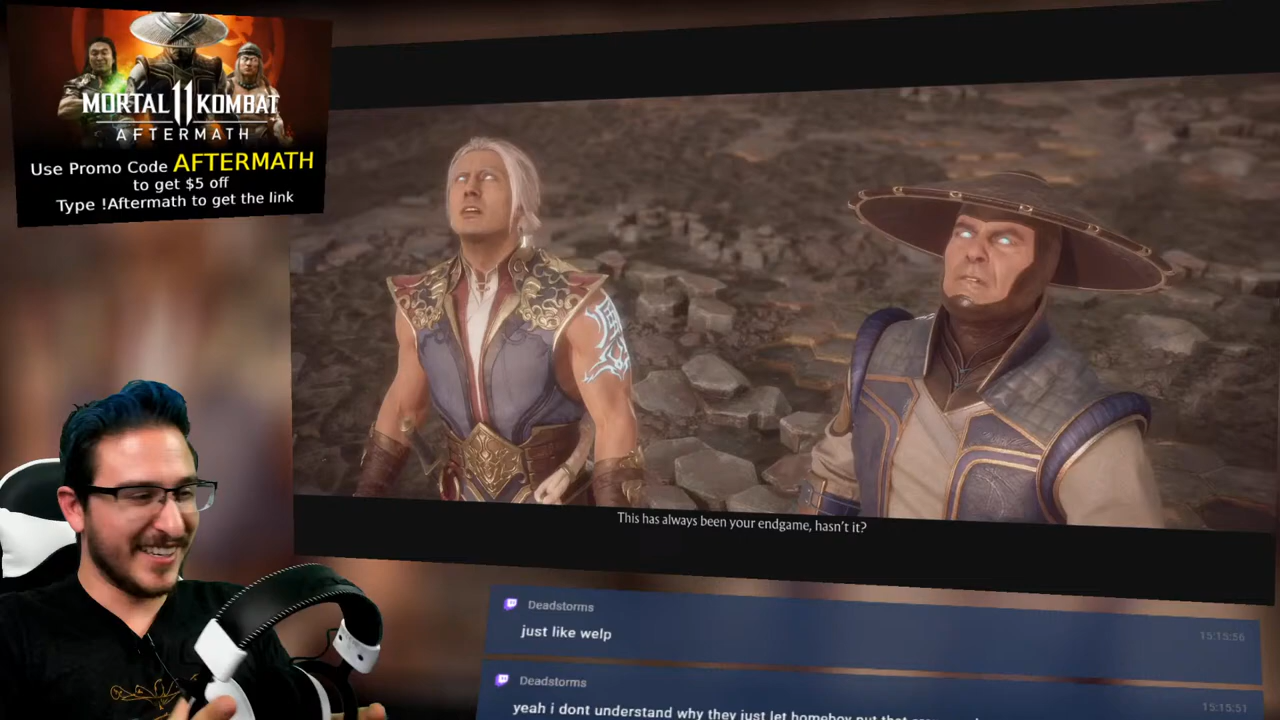 MORTAL 11 KOMBAT
AFTERMATH
Use Promo Code AFTERMATH
to get $5 off
Type !Aftermath to get the link
This has always been your endgame, hasn't it?
Deadstorms
just like welp
15:15:56
Deadstorms
yeah i dont understand why they just let homeboy put that
15:15:51